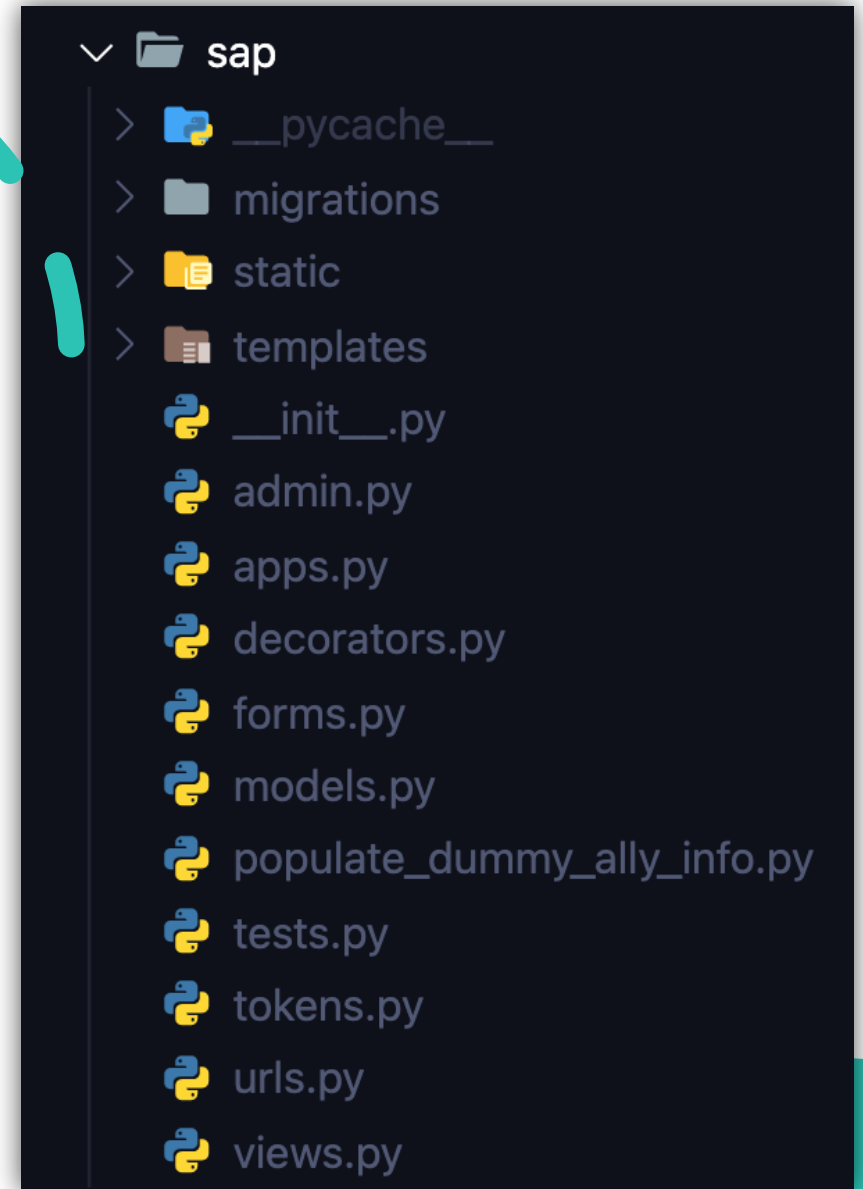 sap
__pycache__
migrations
static
templates
__init__.py
admin.py
apps.py
decorators.py
forms.py
models.py
populate_dummy_ally_info.py
tests.py
tokens.py
urls.py
views.py